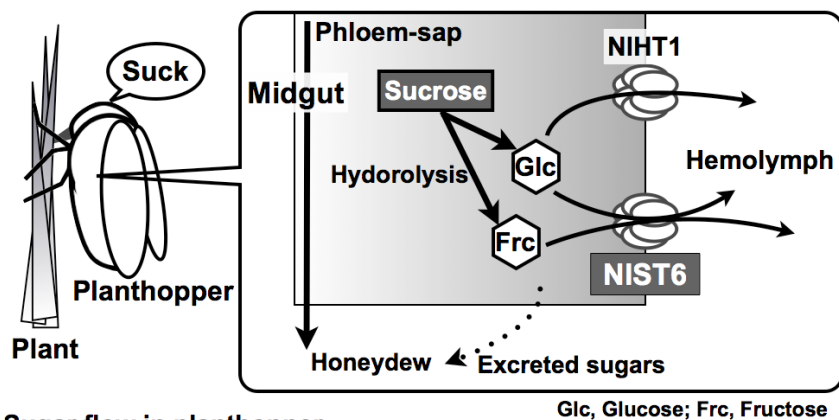 Phloem-sap
NlHT1
Suck
Midgut
Sucrose
Hemolymph
Glc
Hydorolysis
Frc
NlST6
Planthopper
Plant
Honeydew
Excreted sugars
Glc, Glucose; Frc, Fructose
Sugar flow in planthopper